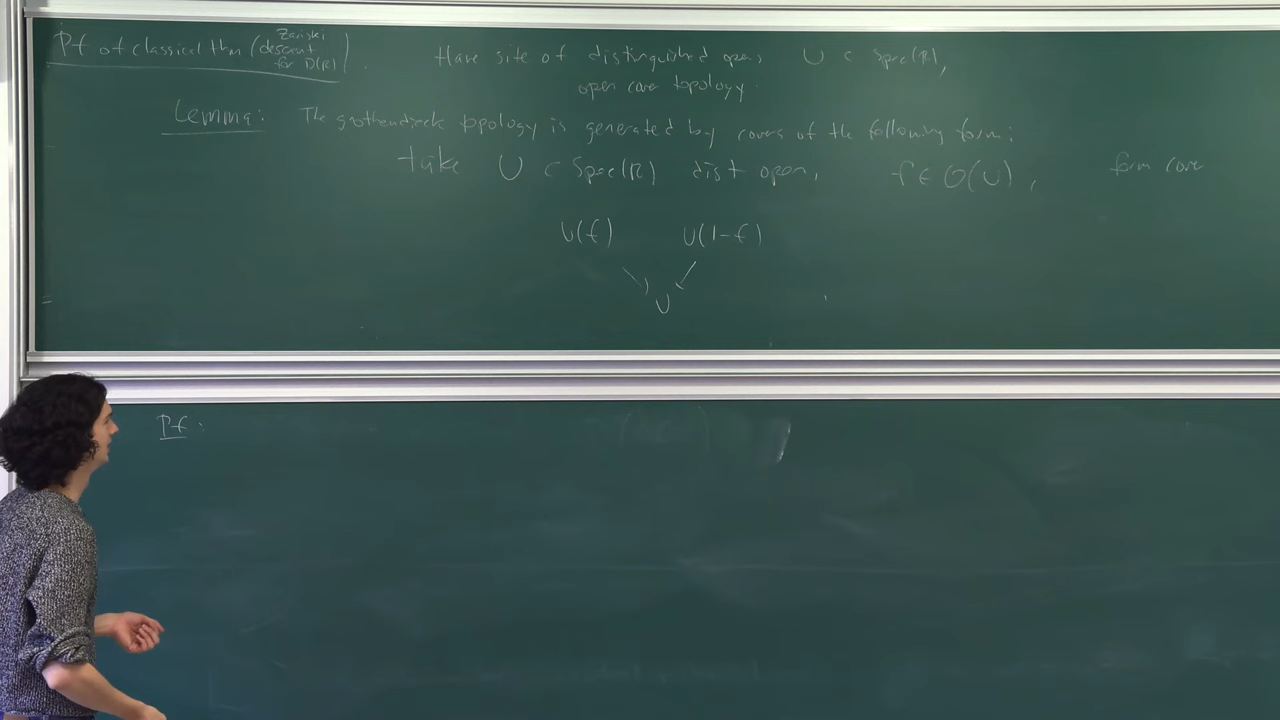 Pf of classical thm (Zariski descent for D(R)).
Have site of distinguished opens U ⊂ Spec(R),
open cover topology.
Lemma: The grothendieck topology is generated by covers of the following form:
take U ⊂ Spec(R) dist open, f ∈ O(U), form cover
U(f) U(1-f)
U
Pf: